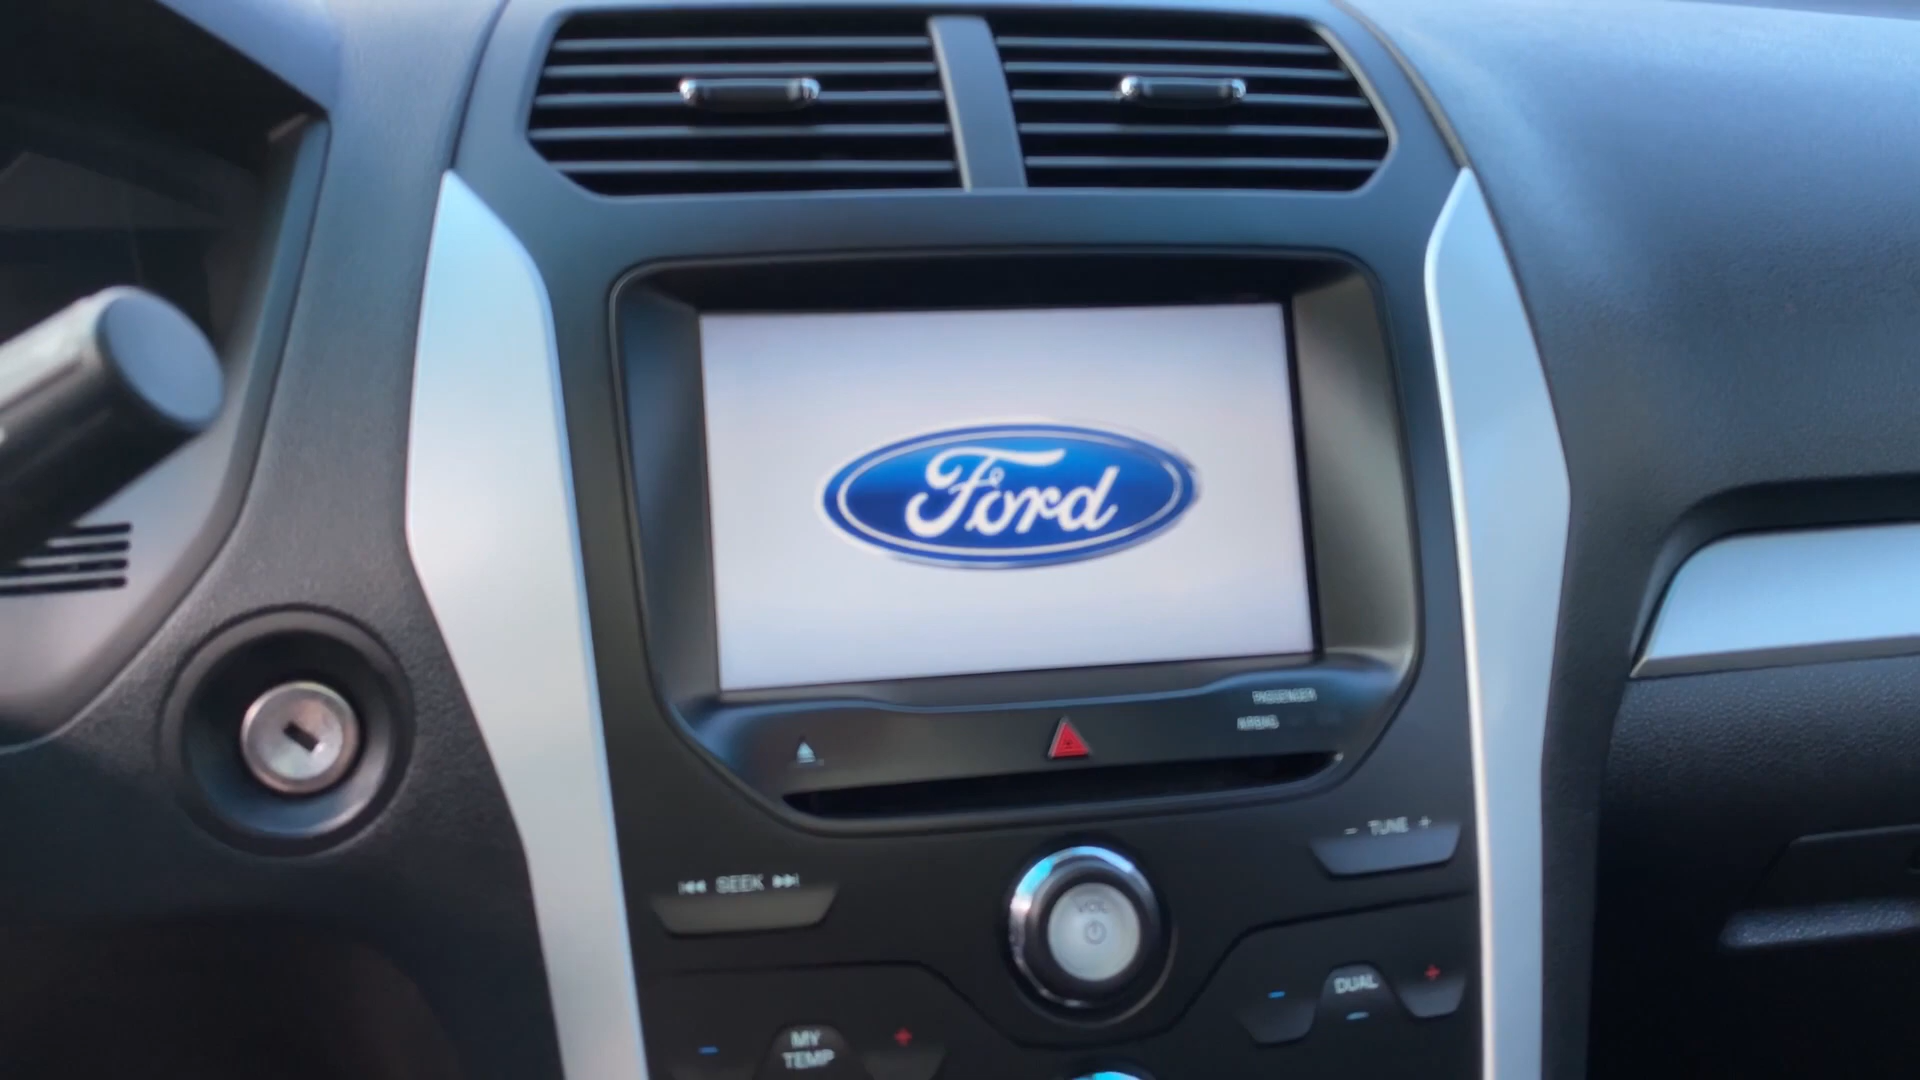 Ford
PASSENGER
AIRBAG
− TUNE +
SEEK
VOL
− DUAL +
− MY +
TEMP